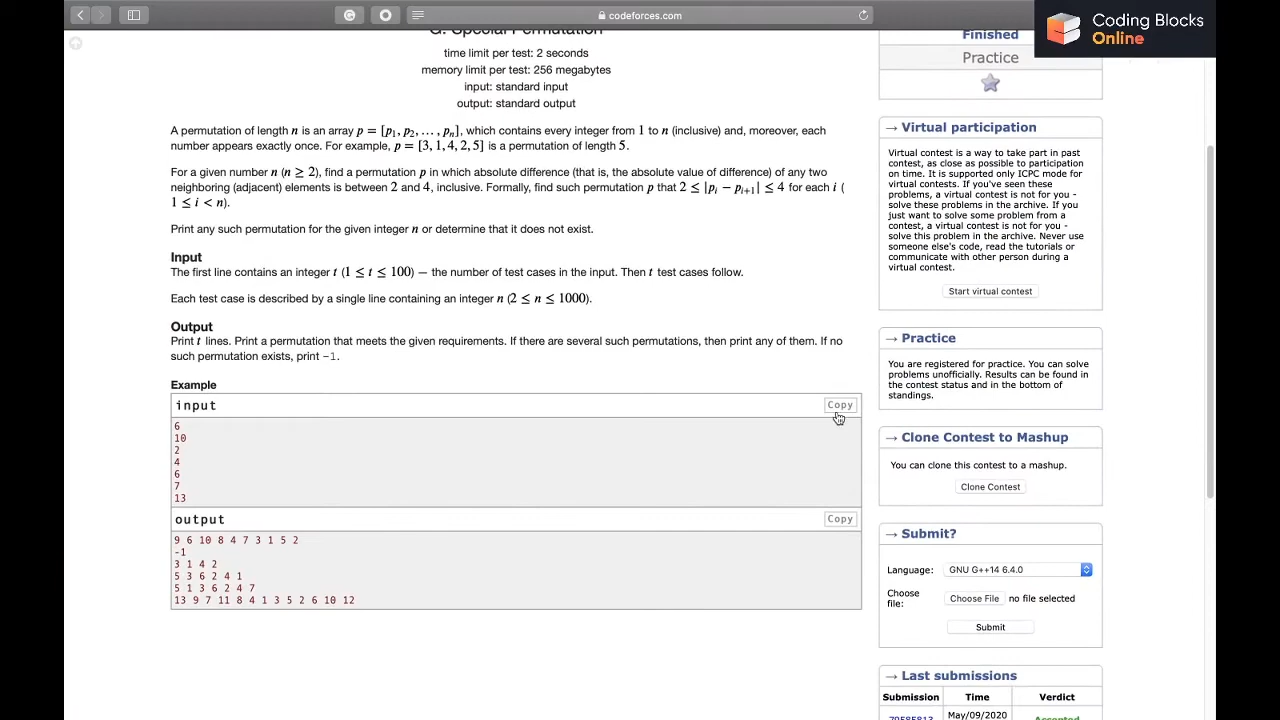 codeforces.com
Coding Blocks
Online
G. Special Permutation
time limit per test: 2 seconds
memory limit per test: 256 megabytes
input: standard input
output: standard output
A permutation of length n is an array p = [p1, p2, … , pn], which contains every integer from 1 to n (inclusive) and, moreover, each
number appears exactly once. For example, p = [3, 1, 4, 2, 5] is a permutation of length 5.
For a given number n (n ≥ 2), find a permutation p in which absolute difference (that is, the absolute value of difference) of any two
neighboring (adjacent) elements is between 2 and 4, inclusive. Formally, find such permutation p that 2 ≤ |pi − pi+1| ≤ 4 for each i (
1 ≤ i < n).
Print any such permutation for the given integer n or determine that it does not exist.
Input
The first line contains an integer t (1 ≤ t ≤ 100) — the number of test cases in the input. Then t test cases follow.
Each test case is described by a single line containing an integer n (2 ≤ n ≤ 1000).
Output
Print t lines. Print a permutation that meets the given requirements. If there are several such permutations, then print any of them. If no
such permutation exists, print -1.
Example
input
Copy
6
10
2
4
6
7
13
output
Copy
9 6 10 8 4 7 3 1 5 2
-1
3 1 4 2
5 3 6 2 4 1
5 1 3 6 2 4 7
13 9 7 11 8 4 1 3 5 2 6 10 12
Finished
Practice
→ Virtual participation
Virtual contest is a way to take part in past
contest, as close as possible to participation
on time. It is supported only ICPC mode for
virtual contests. If you've seen these
problems, a virtual contest is not for you -
solve these problems in the archive. If you
just want to solve some problem from a
contest, a virtual contest is not for you -
solve this problem in the archive. Never use
someone else's code, read the tutorials or
communicate with other person during a
virtual contest.
Start virtual contest
→ Practice
You are registered for practice. You can solve
problems unofficially. Results can be found in
the contest status and in the bottom of
standings.
→ Clone Contest to Mashup
You can clone this contest to a mashup.
Clone Contest
→ Submit?
Language:
GNU G++14 6.4.0
Choose
file:
Choose File
no file selected
Submit
→ Last submissions
Submission Time Verdict
May/09/2020
Accepted